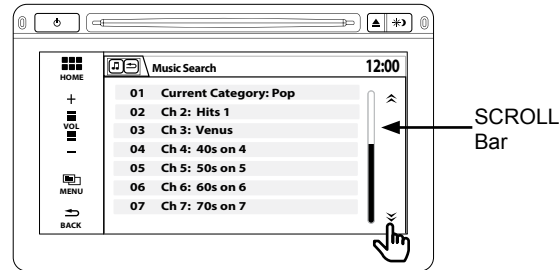 HOME
+
VOL
–
MENU
BACK
Music Search
12:00
01 Current Category: Pop
02 Ch 2: Hits 1
03 Ch 3: Venus
04 Ch 4: 40s on 4
05 Ch 5: 50s on 5
06 Ch 6: 60s on 6
07 Ch 7: 70s on 7
SCROLL
Bar